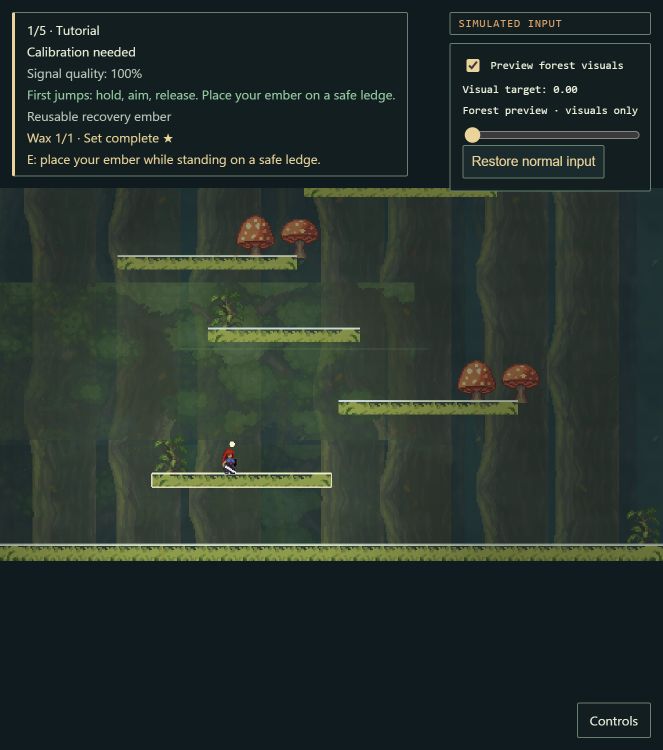 1/5 · Tutorial
Calibration needed
Signal quality: 100%
First jumps: hold, aim, release. Place your ember on a safe ledge.
Reusable recovery ember
Wax 1/1 · Set complete ★
E: place your ember while standing on a safe ledge.
SIMULATED INPUT
Preview forest visuals
Visual target: 0.00
Forest preview · visuals only
Restore normal input
Controls